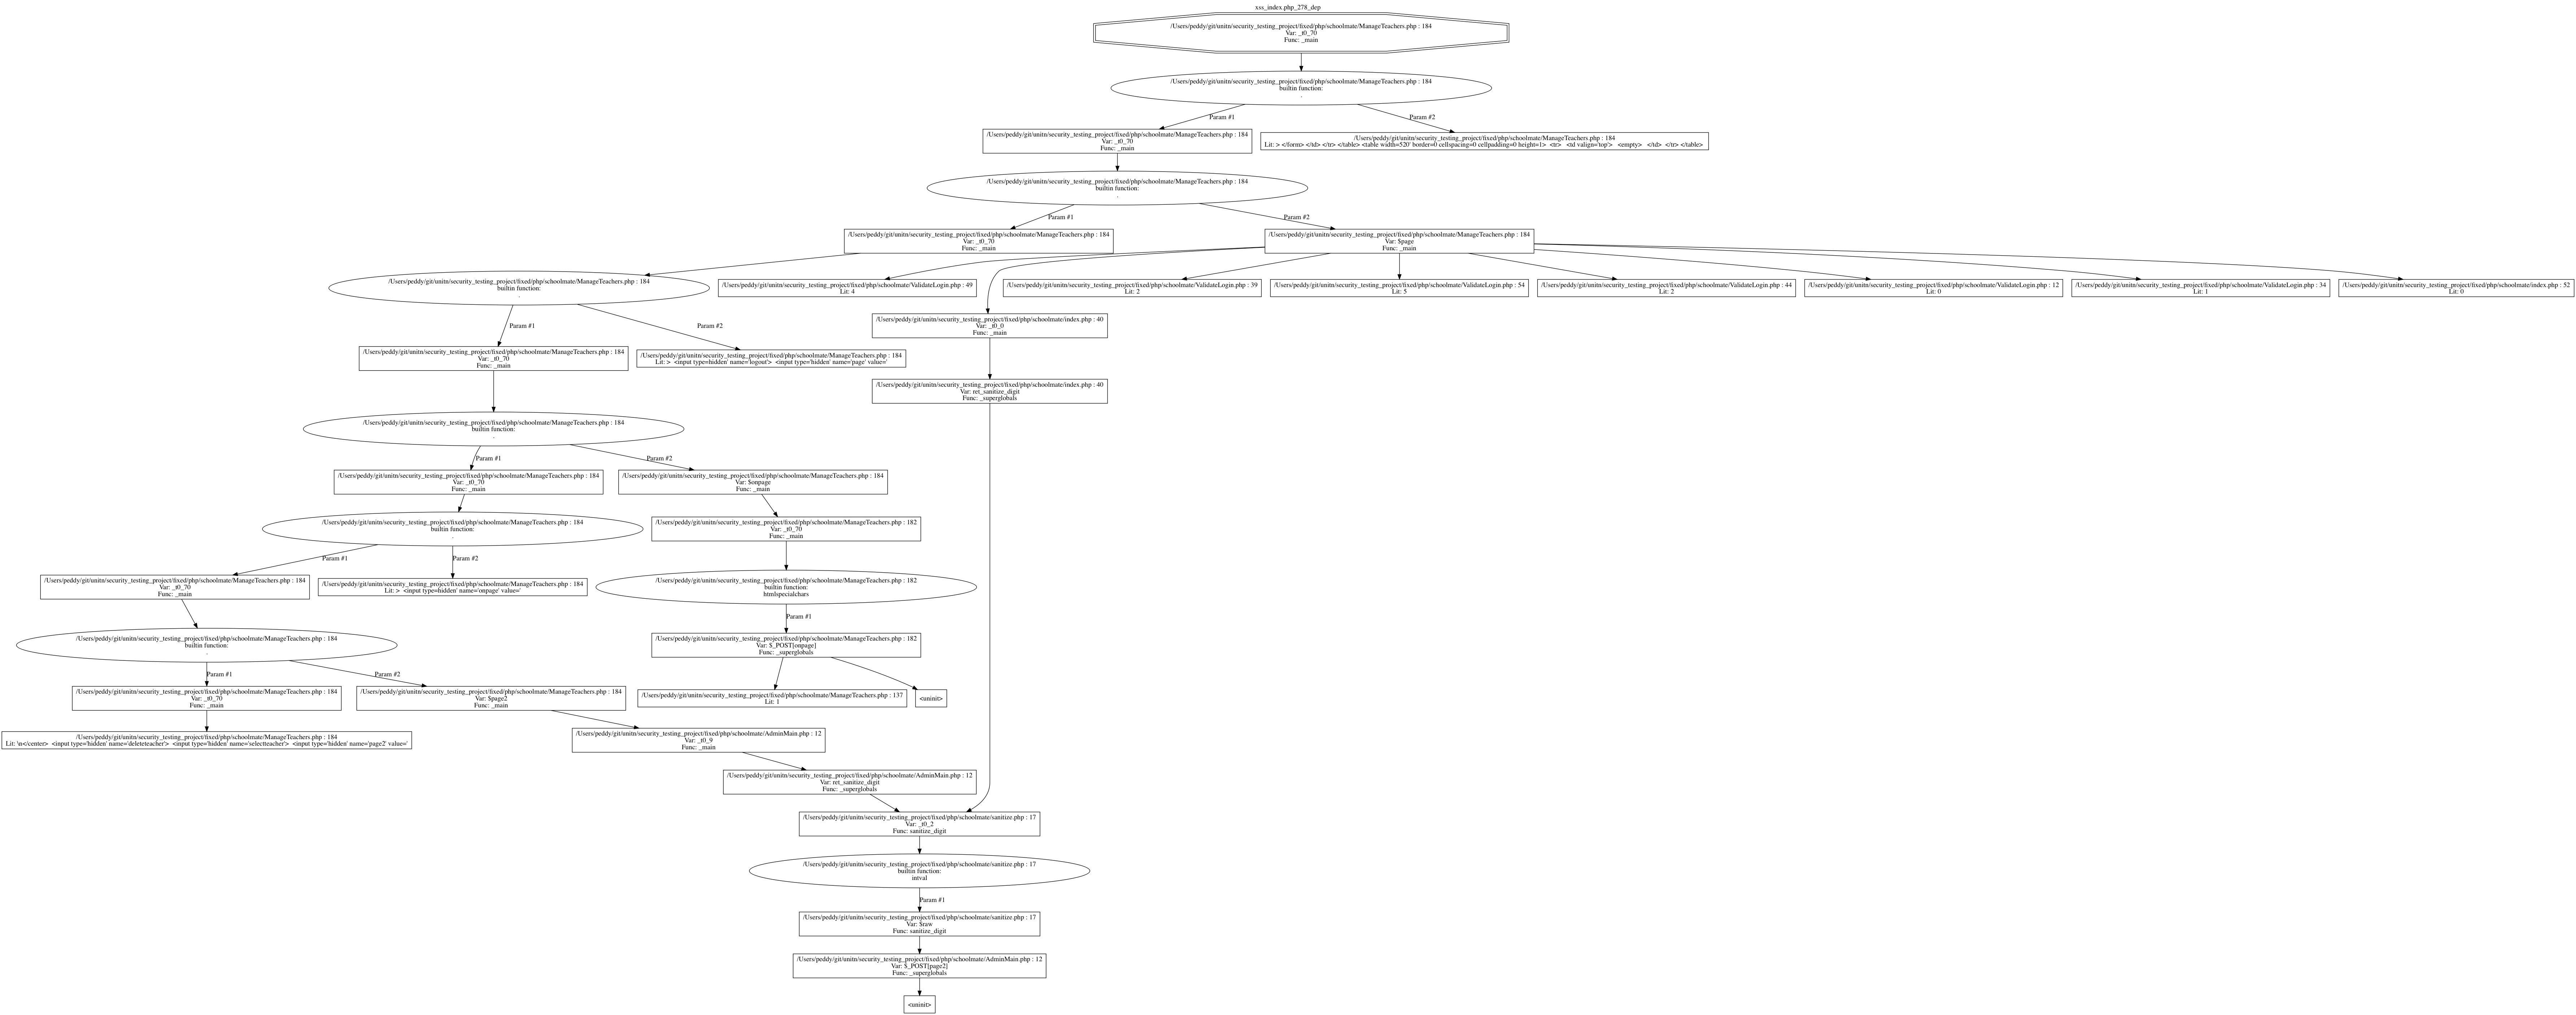 xss_index.php_278_dep
/Users/peddy/git/unitn/security_testing_project/fixed/php/schoolmate/ManageTeachers.php : 184
Var: _t0_70
Func: _main
/Users/peddy/git/unitn/security_testing_project/fixed/php/schoolmate/ManageTeachers.php : 184
builtin function:
.
Param #1
Param #2
/Users/peddy/git/unitn/security_testing_project/fixed/php/schoolmate/ManageTeachers.php : 184
Var: _t0_70
Func: _main
/Users/peddy/git/unitn/security_testing_project/fixed/php/schoolmate/ManageTeachers.php : 184
Lit: > </form> </td> </tr> </table> <table width=520' border=0 cellspacing=0 cellpadding=0 height=1>  <tr>   <td valign='top'>   <empty>   </td>  </tr> </table>
/Users/peddy/git/unitn/security_testing_project/fixed/php/schoolmate/ManageTeachers.php : 184
builtin function:
.
Param #1
Param #2
/Users/peddy/git/unitn/security_testing_project/fixed/php/schoolmate/ManageTeachers.php : 184
Var: _t0_70
Func: _main
/Users/peddy/git/unitn/security_testing_project/fixed/php/schoolmate/ManageTeachers.php : 184
Var: $page
Func: _main
/Users/peddy/git/unitn/security_testing_project/fixed/php/schoolmate/ManageTeachers.php : 184
builtin function:
.
/Users/peddy/git/unitn/security_testing_project/fixed/php/schoolmate/ValidateLogin.php : 49
Lit: 4
/Users/peddy/git/unitn/security_testing_project/fixed/php/schoolmate/ValidateLogin.php : 39
Lit: 2
/Users/peddy/git/unitn/security_testing_project/fixed/php/schoolmate/ValidateLogin.php : 54
Lit: 5
/Users/peddy/git/unitn/security_testing_project/fixed/php/schoolmate/ValidateLogin.php : 44
Lit: 2
/Users/peddy/git/unitn/security_testing_project/fixed/php/schoolmate/ValidateLogin.php : 12
Lit: 0
/Users/peddy/git/unitn/security_testing_project/fixed/php/schoolmate/ValidateLogin.php : 34
Lit: 1
/Users/peddy/git/unitn/security_testing_project/fixed/php/schoolmate/index.php : 52
Lit: 0
Param #1
Param #2
/Users/peddy/git/unitn/security_testing_project/fixed/php/schoolmate/index.php : 40
Var: _t0_0
Func: _main
/Users/peddy/git/unitn/security_testing_project/fixed/php/schoolmate/ManageTeachers.php : 184
Var: _t0_70
Func: _main
/Users/peddy/git/unitn/security_testing_project/fixed/php/schoolmate/ManageTeachers.php : 184
Lit: >  <input type=hidden' name='logout'>  <input type='hidden' name='page' value='
/Users/peddy/git/unitn/security_testing_project/fixed/php/schoolmate/index.php : 40
Var: ret_sanitize_digit
Func: _superglobals
/Users/peddy/git/unitn/security_testing_project/fixed/php/schoolmate/ManageTeachers.php : 184
builtin function:
.
Param #1
Param #2
/Users/peddy/git/unitn/security_testing_project/fixed/php/schoolmate/ManageTeachers.php : 184
Var: _t0_70
Func: _main
/Users/peddy/git/unitn/security_testing_project/fixed/php/schoolmate/ManageTeachers.php : 184
Var: $onpage
Func: _main
/Users/peddy/git/unitn/security_testing_project/fixed/php/schoolmate/ManageTeachers.php : 184
builtin function:
.
/Users/peddy/git/unitn/security_testing_project/fixed/php/schoolmate/ManageTeachers.php : 182
Var: _t0_70
Func: _main
Param #1
Param #2
/Users/peddy/git/unitn/security_testing_project/fixed/php/schoolmate/ManageTeachers.php : 184
Var: _t0_70
Func: _main
/Users/peddy/git/unitn/security_testing_project/fixed/php/schoolmate/ManageTeachers.php : 184
Lit: >  <input type=hidden' name='onpage' value='
/Users/peddy/git/unitn/security_testing_project/fixed/php/schoolmate/ManageTeachers.php : 182
builtin function:
htmlspecialchars
Param #1
/Users/peddy/git/unitn/security_testing_project/fixed/php/schoolmate/ManageTeachers.php : 184
builtin function:
.
/Users/peddy/git/unitn/security_testing_project/fixed/php/schoolmate/ManageTeachers.php : 182
Var: $_POST[onpage]
Func: _superglobals
Param #1
Param #2
/Users/peddy/git/unitn/security_testing_project/fixed/php/schoolmate/ManageTeachers.php : 184
Var: _t0_70
Func: _main
/Users/peddy/git/unitn/security_testing_project/fixed/php/schoolmate/ManageTeachers.php : 184
Var: $page2
Func: _main
/Users/peddy/git/unitn/security_testing_project/fixed/php/schoolmate/ManageTeachers.php : 137
Lit: 1
<uninit>
/Users/peddy/git/unitn/security_testing_project/fixed/php/schoolmate/ManageTeachers.php : 184
Lit: \n</center>  <input type='hidden' name='deleteteacher'>  <input type='hidden' name='selectteacher'>  <input type='hidden' name='page2' value='
/Users/peddy/git/unitn/security_testing_project/fixed/php/schoolmate/AdminMain.php : 12
Var: _t0_9
Func: _main
/Users/peddy/git/unitn/security_testing_project/fixed/php/schoolmate/AdminMain.php : 12
Var: ret_sanitize_digit
Func: _superglobals
/Users/peddy/git/unitn/security_testing_project/fixed/php/schoolmate/sanitize.php : 17
Var: _t0_2
Func: sanitize_digit
/Users/peddy/git/unitn/security_testing_project/fixed/php/schoolmate/sanitize.php : 17
builtin function:
intval
Param #1
/Users/peddy/git/unitn/security_testing_project/fixed/php/schoolmate/sanitize.php : 17
Var: $raw
Func: sanitize_digit
/Users/peddy/git/unitn/security_testing_project/fixed/php/schoolmate/AdminMain.php : 12
Var: $_POST[page2]
Func: _superglobals
<uninit>